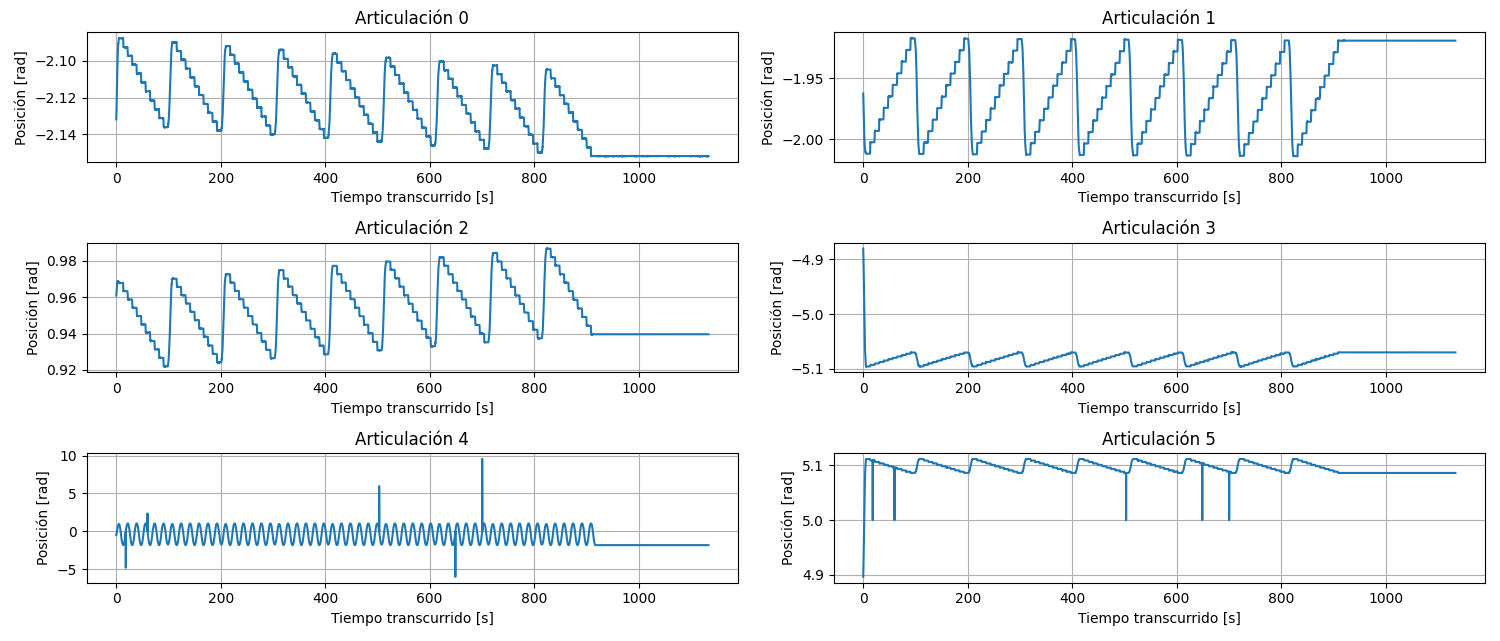 Articulación 0
Posición [rad]
−2.10
−2.12
−2.14
0 200 400 600 800 1000
Tiempo transcurrido [s]
Articulación 1
Posición [rad]
−1.95
−2.00
0 200 400 600 800 1000
Tiempo transcurrido [s]
Articulación 2
Posición [rad]
0.98
0.96
0.94
0.92
0 200 400 600 800 1000
Tiempo transcurrido [s]
Articulación 3
Posición [rad]
−4.9
−5.0
−5.1
0 200 400 600 800 1000
Tiempo transcurrido [s]
Articulación 4
Posición [rad]
10
5
0
−5
0 200 400 600 800 1000
Tiempo transcurrido [s]
Articulación 5
Posición [rad]
5.1
5.0
4.9
0 200 400 600 800 1000
Tiempo transcurrido [s]